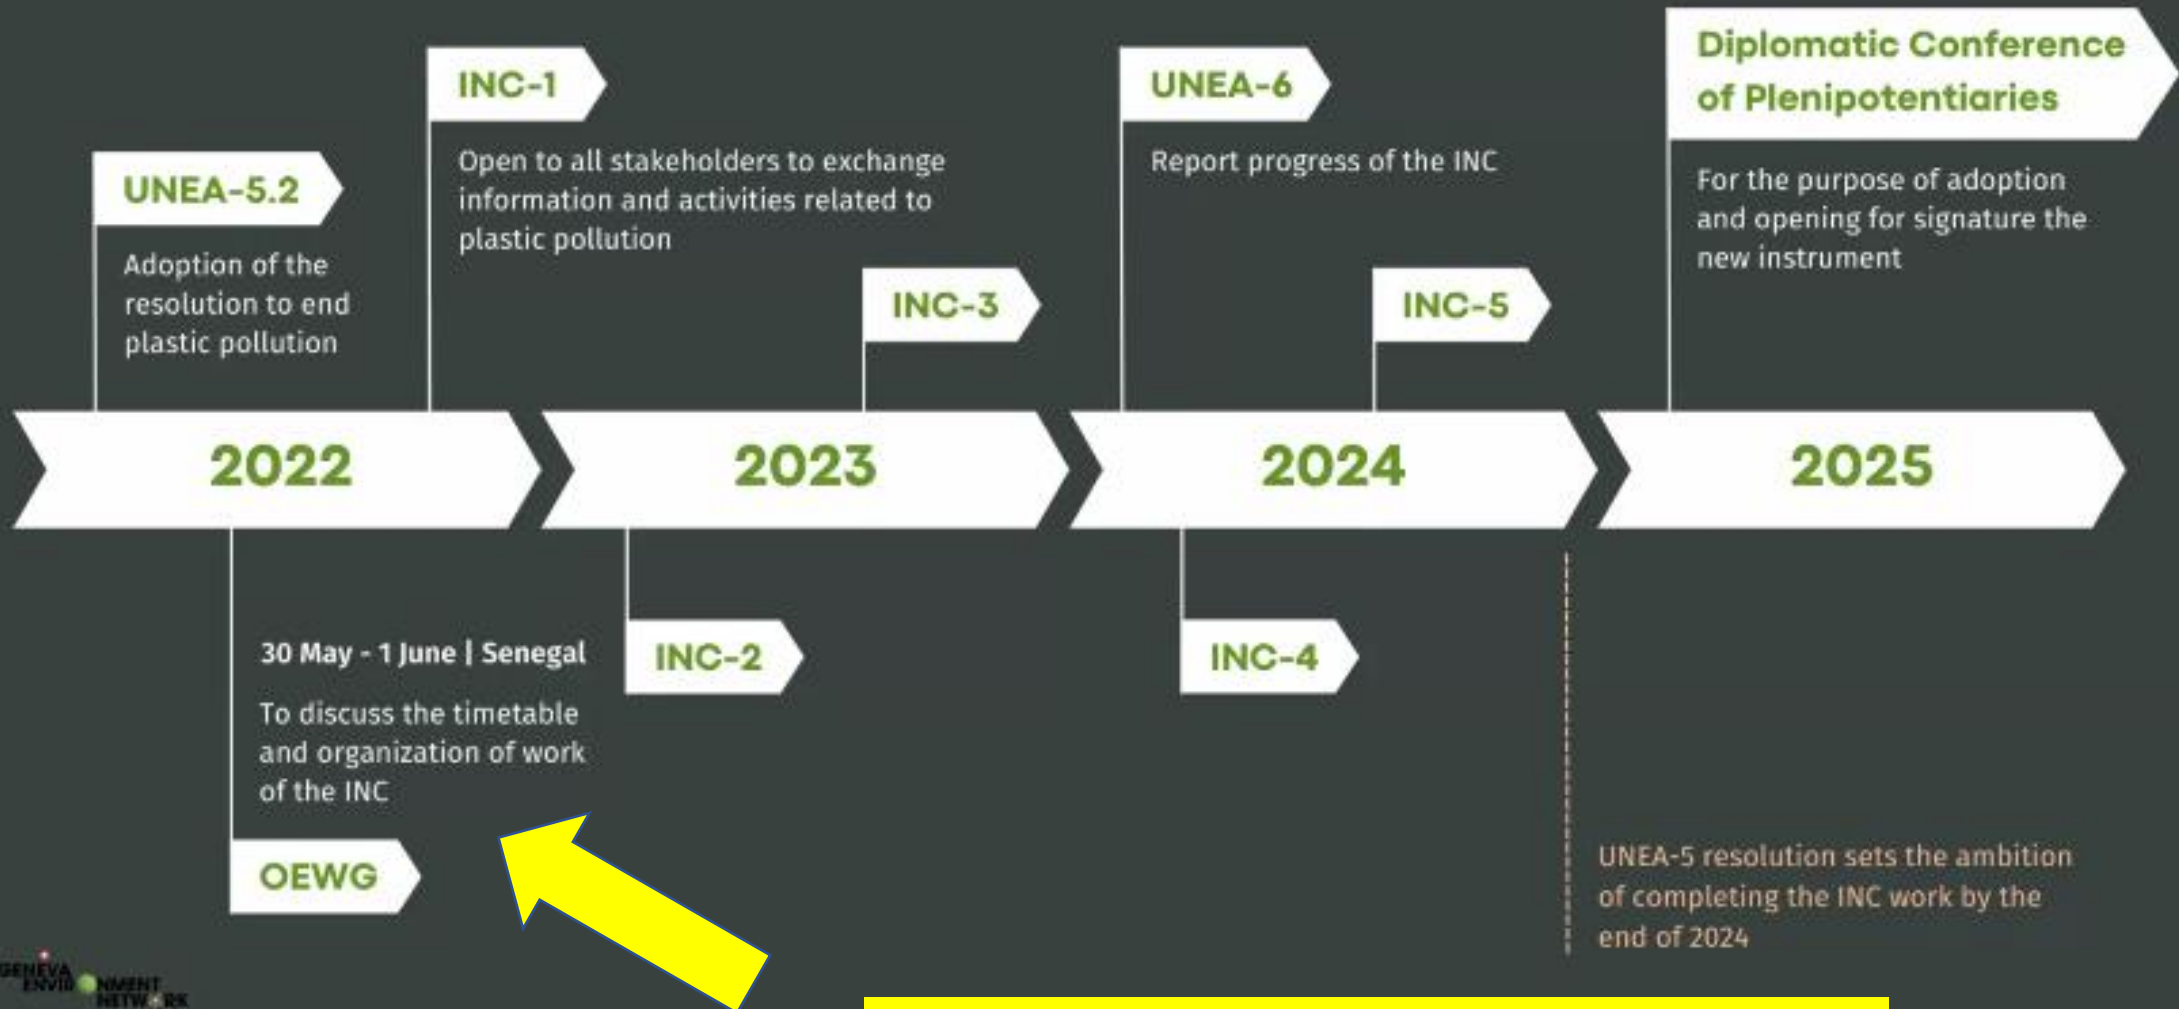 UNEA-5.2
Adoption of the
resolution to end
plastic pollution
INC-1
Open to all stakeholders to exchange
information and activities related to
plastic pollution
INC-3
UNEA-6
Report progress of the INC
INC-5
Diplomatic Conference
of Plenipotentiaries
For the purpose of adoption
and opening for signature the
new instrument
2022
2023
2024
2025
30 May - 1 June | Senegal
To discuss the timetable
and organization of work
of the INC
OEWG
INC-2
INC-4
UNEA-5 resolution sets the ambition
of completing the INC work by the
end of 2024
GENEVA
ENVIRONMENT
NETWORK